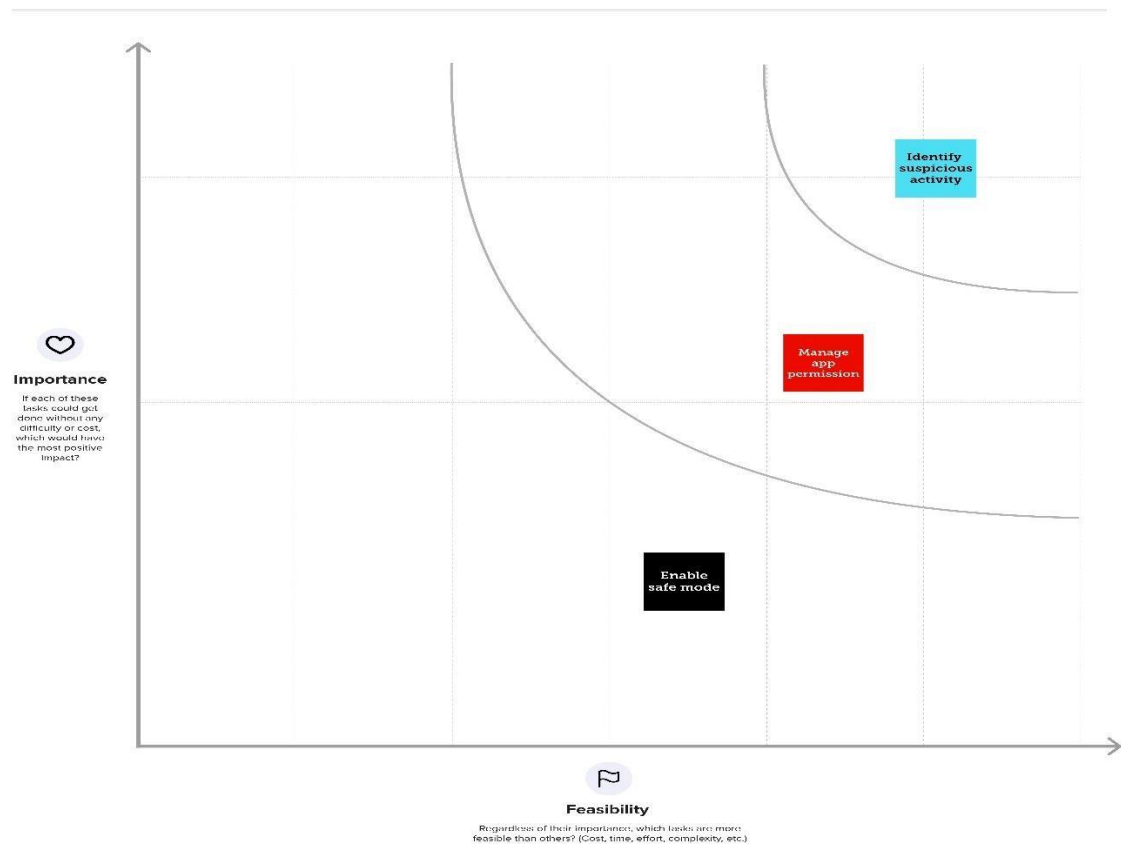 Identify
suspicious
activity
Manage
app
permission
Enable
safe mode
Importance
If each of these
tasks could get
done without any
difficulty or cost,
which would have
the most positive
impact?
Feasibility
Regardless of their importance, which tasks are more
feasible than others? (Cost, time, effort, complexity, etc.)